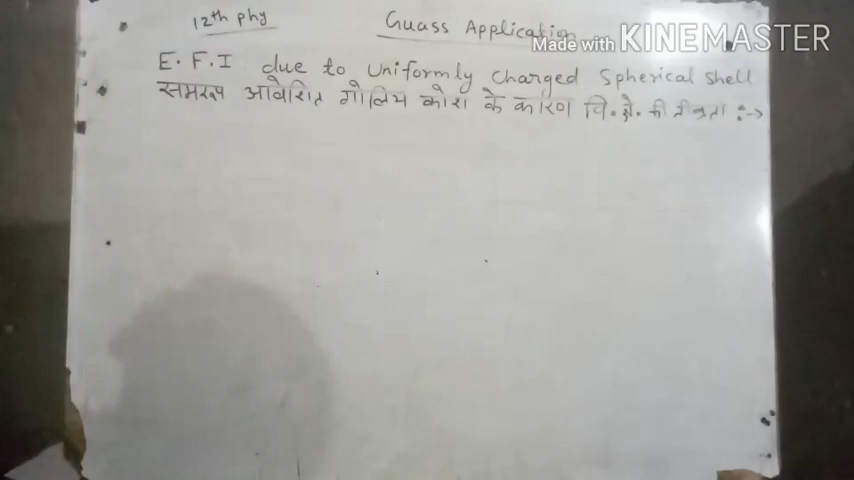 12th phy
Guass Application
Made with KINEMASTER
E.F.I due to Uniformly Charged Spherical Shell
समरूप आवेशित गोलिय कोश के कारण वि.क्षे. की तीव्रता :→